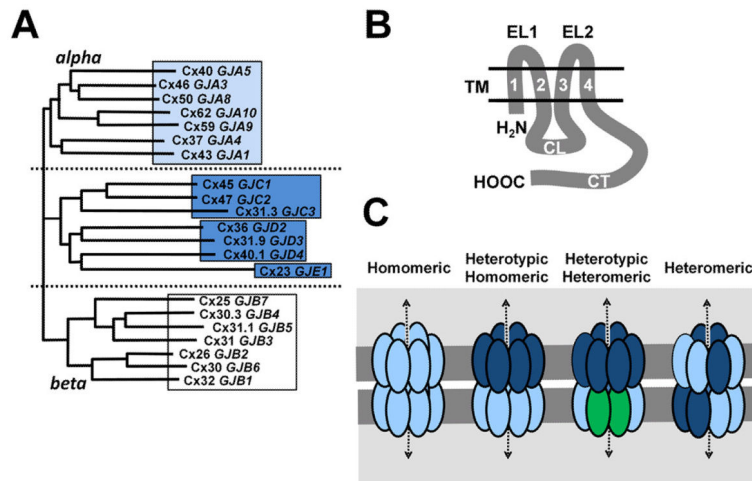 A
alpha
Cx40 GJA5
Cx46 GJA3
Cx50 GJA8
Cx62 GJA10
Cx59 GJA9
Cx37 GJA4
Cx43 GJA1
Cx45 GJC1
Cx47 GJC2
Cx31.3 GJC3
Cx36 GJD2
Cx31.9 GJD3
Cx40.1 GJD4
Cx23 GJE1
Cx25 GJB7
Cx30.3 GJB4
Cx31.1 GJB5
Cx31 GJB3
Cx26 GJB2
Cx30 GJB6
Cx32 GJB1
beta
B
EL1 EL2
TM 1 2 3 4
H2N
CL
HOOC CT
C
Homomeric
Heterotypic
Homomeric
Heterotypic
Heteromeric
Heteromeric